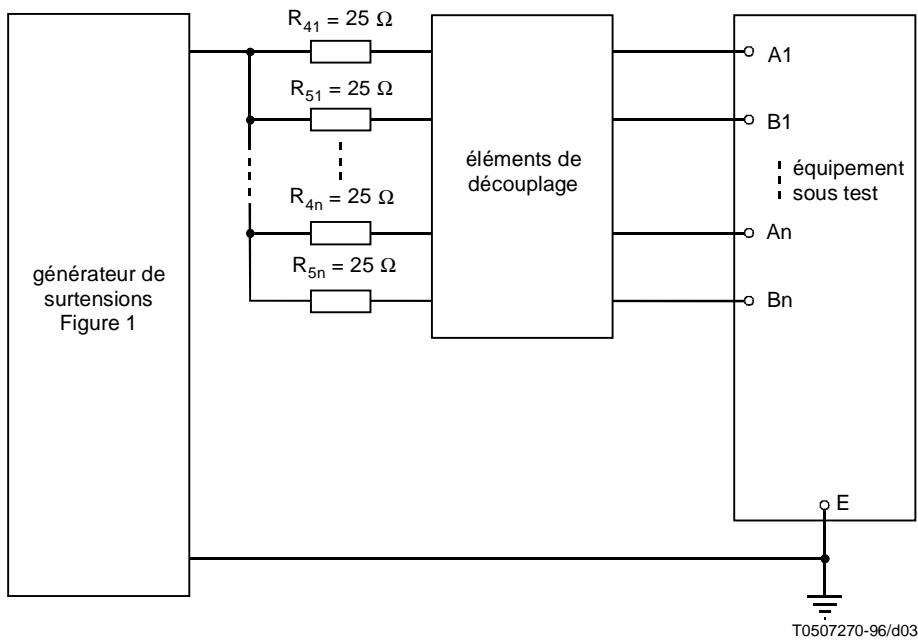 R41 = 25 Ω
R51 = 25 Ω
R4n = 25 Ω
R5n = 25 Ω
générateur de
surtensions
Figure 1
éléments de
découplage
A1
B1
équipement
sous test
An
Bn
E
T0507270-96/d03